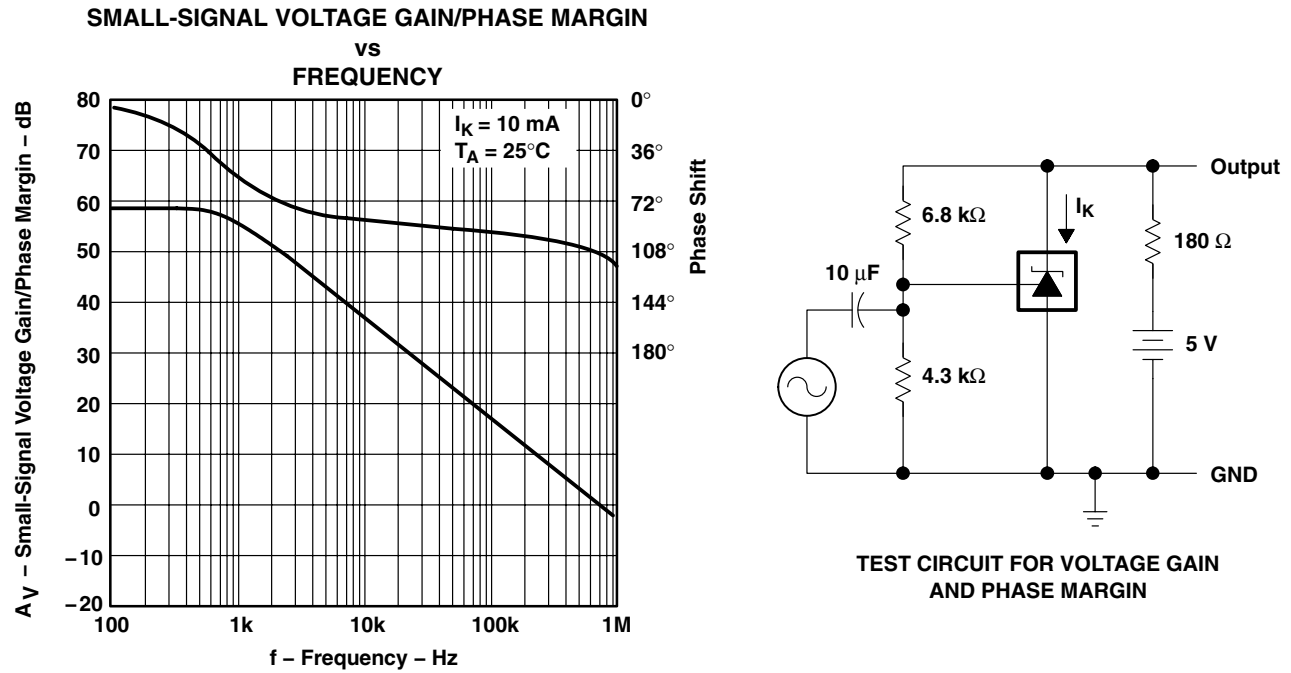 SMALL-SIGNAL VOLTAGE GAIN/PHASE MARGIN
vs
FREQUENCY
A_V – Small-Signal Voltage Gain/Phase Margin – dB
80
70
60
50
40
30
20
10
0
–10
–20
I_K = 10 mA
T_A = 25°C
0°
36°
72°
108°
144°
180°
Phase Shift
100
1k
10k
100k
1M
f – Frequency – Hz
Output
I_K
6.8 kΩ
180 Ω
10 μF
5 V
4.3 kΩ
GND
TEST CIRCUIT FOR VOLTAGE GAIN
AND PHASE MARGIN